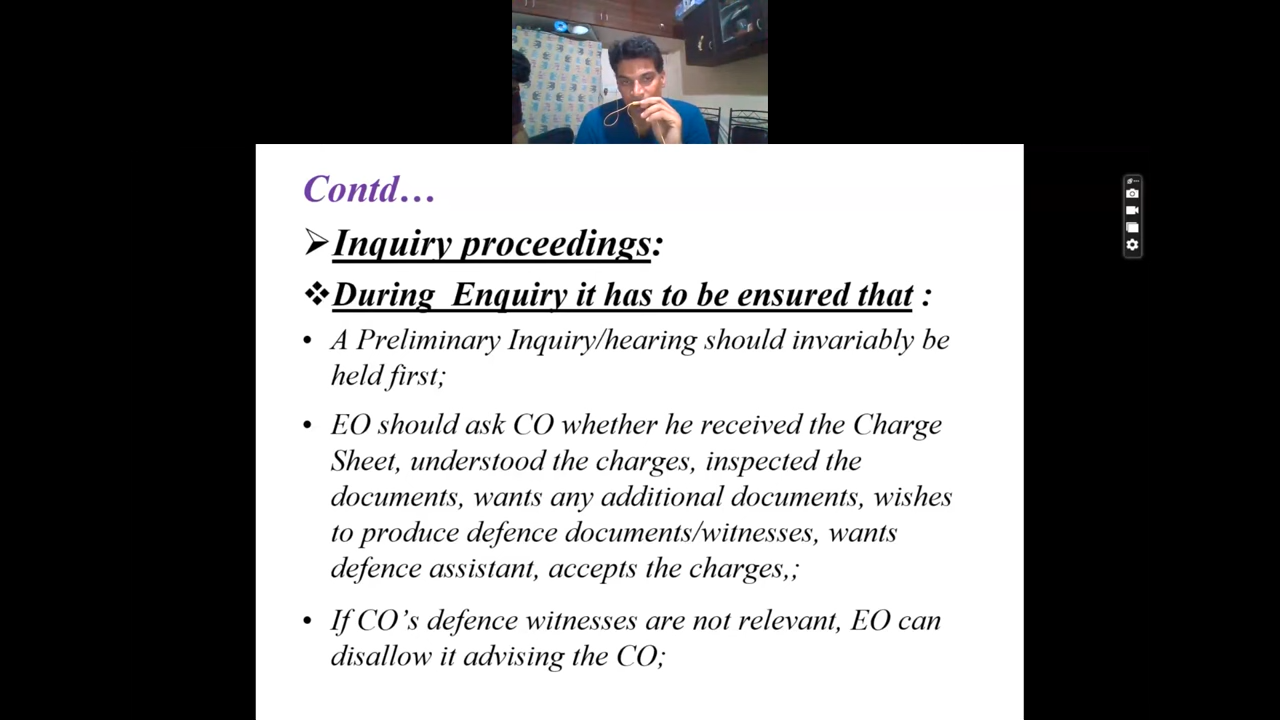 Contd…
➢Inquiry proceedings:
❖During Enquiry it has to be ensured that :
• A Preliminary Inquiry/hearing should invariably be
held first;
• EO should ask CO whether he received the Charge
Sheet, understood the charges, inspected the
documents, wants any additional documents, wishes
to produce defence documents/witnesses, wants
defence assistant, accepts the charges,;
• If CO’s defence witnesses are not relevant, EO can
disallow it advising the CO;